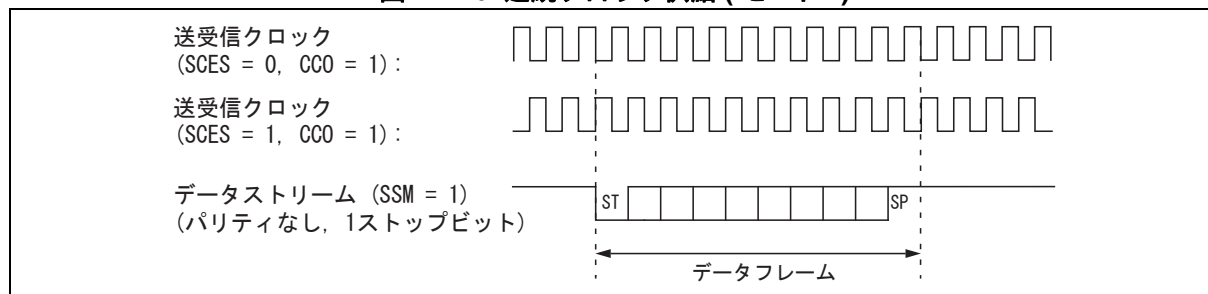 送受信クロック
(SCES = 0, CCO = 1):
送受信クロック
(SCES = 1, CCO = 1):
データストリーム (SSM = 1)
(パリティなし, 1ストップビット)
ST
SP
データフレーム